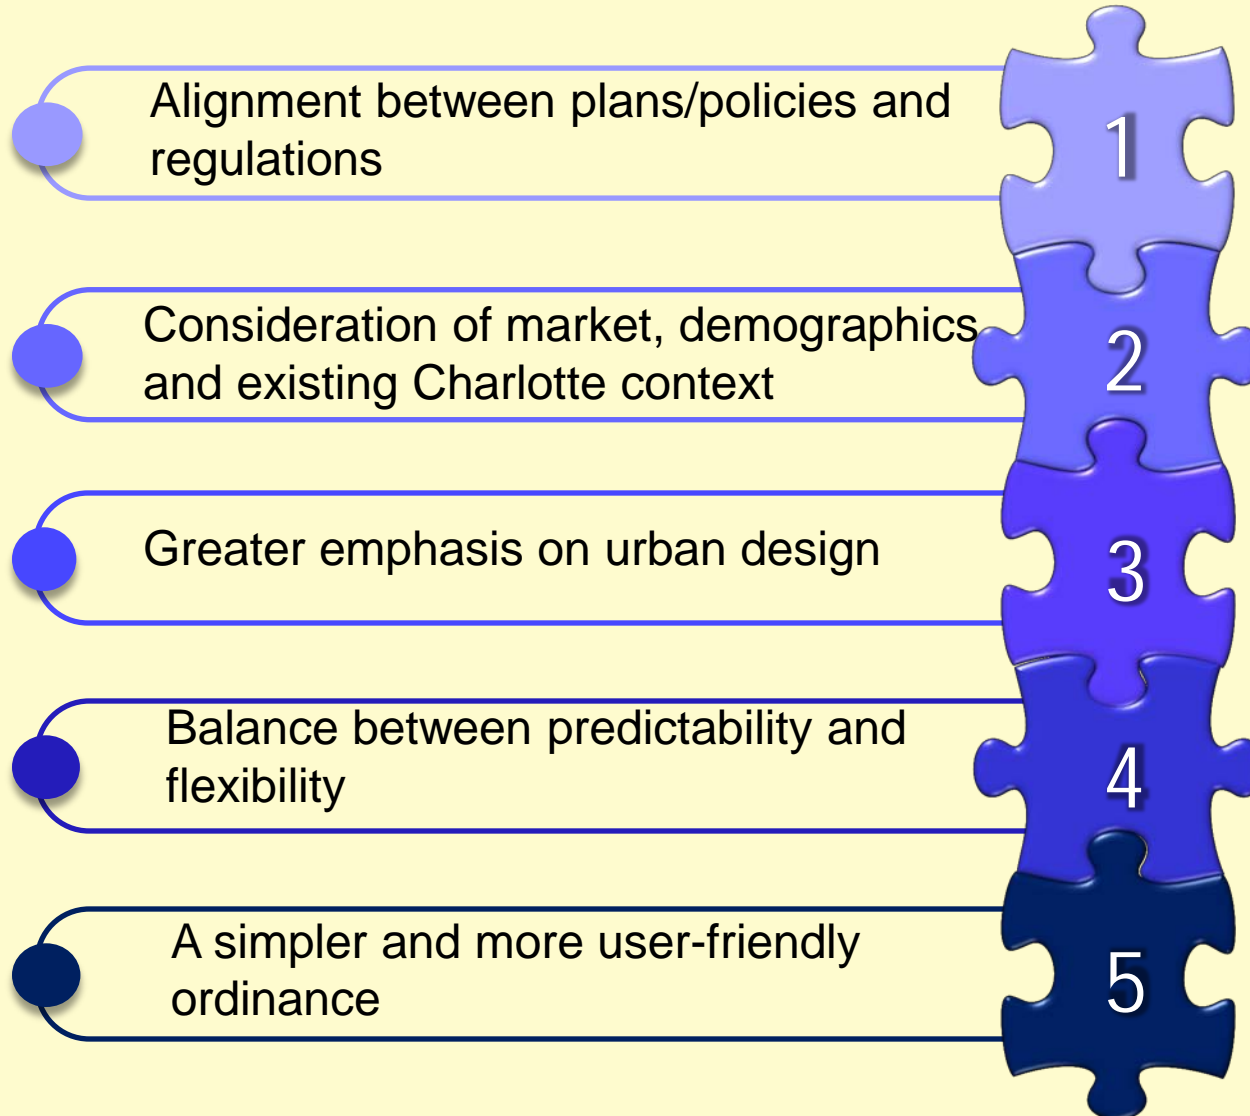 Alignment between plans/policies and
regulations
1
Consideration of market, demographics
and existing Charlotte context
2
Greater emphasis on urban design
3
Balance between predictability and
flexibility
4
A simpler and more user-friendly
ordinance
5